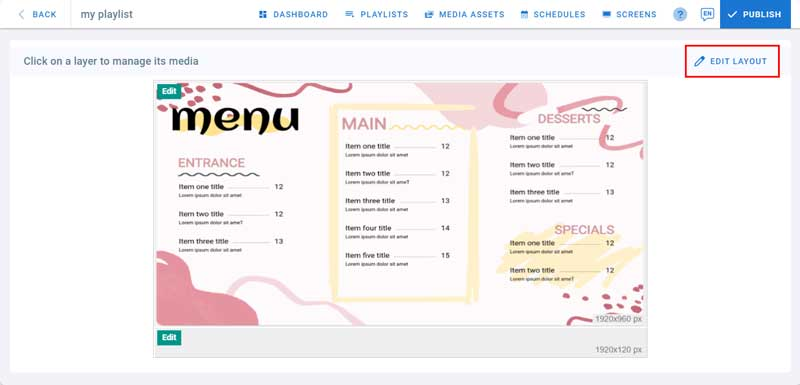 BACK my playlist DASHBOARD PLAYLISTS MEDIA ASSETS SCHEDULES SCREENS ? EN PUBLISH
Click on a layer to manage its media EDIT LAYOUT
Edit
menu
ENTRANCE
Item one title 12
Lorem ipsum dolor sit amet
Item two title 12
Lorem ipsum dolor sit ame?
Item three title 13
Lorem ipsum dolor sit amet
MAIN
Item one title 12
Lorem ipsum dolor sit amet
Item two title 12
Lorem ipsum dolor sit ame?
Item three title 13
Lorem ipsum dolor sit amet
Item four title 14
Lorem ipsum dolor sit amet
Item five title 15
Lorem ipsum dolor sit amet
DESSERTS
Item one title 12
Lorem ipsum dolor sit amet
Item two title 12
Lorem ipsum dolor sit ame?
Item three title 13
Lorem ipsum dolor sit amet
SPECIALS
Item one title 12
Lorem ipsum dolor sit amet
Item two title 12
Lorem ipsum dolor sit ame?
1920x960 px
Edit
1920x120 px